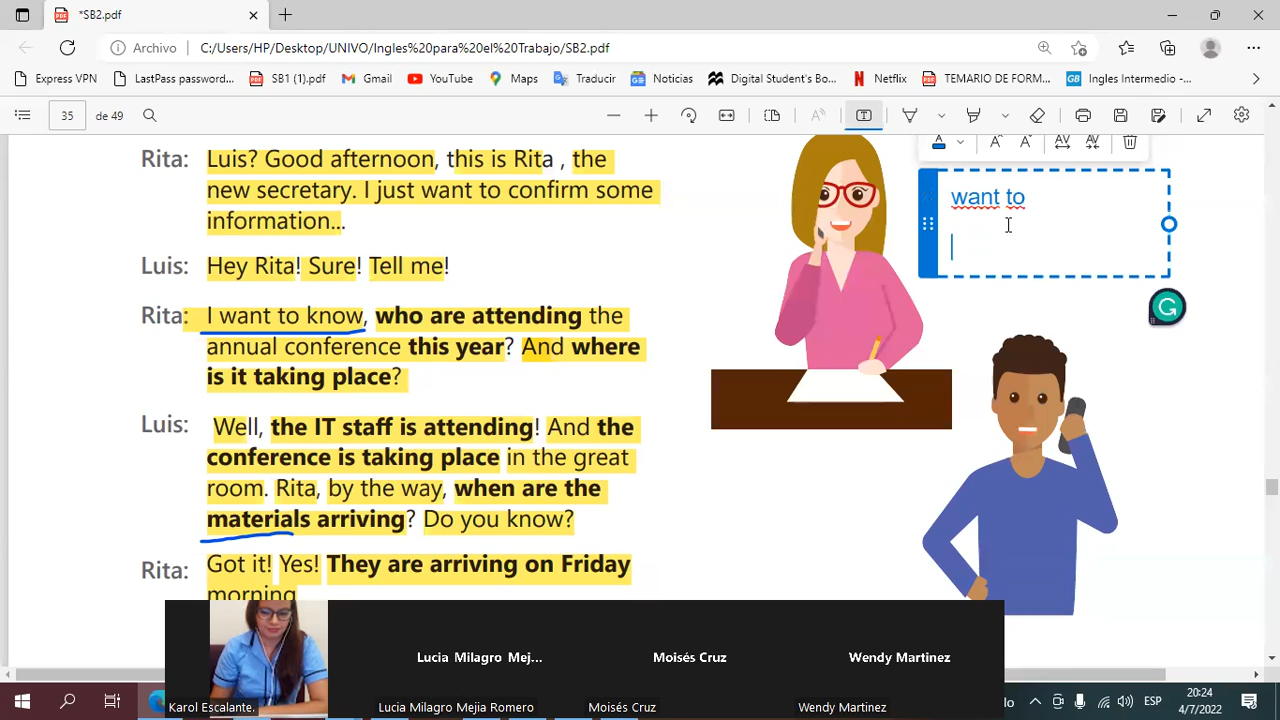 *SB2.pdf
Archivo
C:/Users/HP/Desktop/UNIVO/Ingles%20para%20el%20Trabajo/SB2.pdf
Express VPN
LastPass password...
SB1 (1).pdf
Gmail
YouTube
Maps
Traducir
Noticias
Digital Student's Bo...
Netflix
TEMARIO DE FORM...
Ingles Intermedio -...
35
de 49
Rita: Luis? Good afternoon, this is Rita , the
new secretary. I just want to confirm some
information...
Luis: Hey Rita! Sure! Tell me!
Rita: I want to know, who are attending the
annual conference this year? And where
is it taking place?
Luis: Well, the IT staff is attending! And the
conference is taking place in the great
room. Rita, by the way, when are the
materials arriving? Do you know?
Rita: Got it! Yes! They are arriving on Friday
morning
want to
Karol Escalante.
Lucia Milagro Mej...
Lucia Milagro Mejia Romero
Moisés Cruz
Moisés Cruz
Wendy Martinez
Wendy Martinez
ESP
20:24
4/7/2022